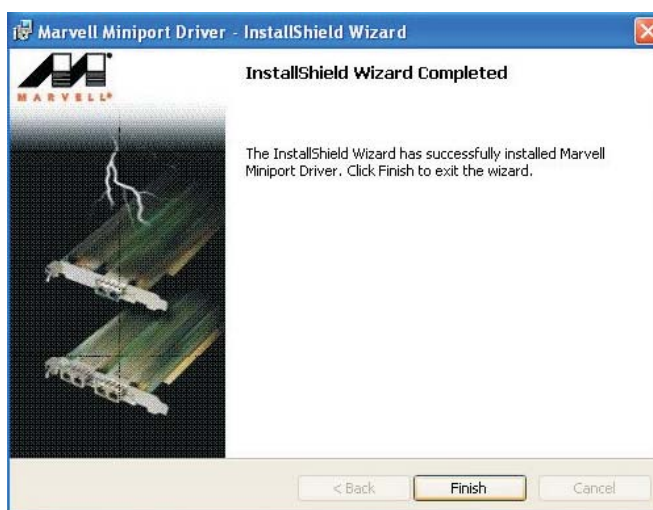 Marvell Miniport Driver - InstallShield Wizard
MARVELL®
InstallShield Wizard Completed
The InstallShield Wizard has successfully installed Marvell
Miniport Driver. Click Finish to exit the wizard.
< Back
Finish
Cancel